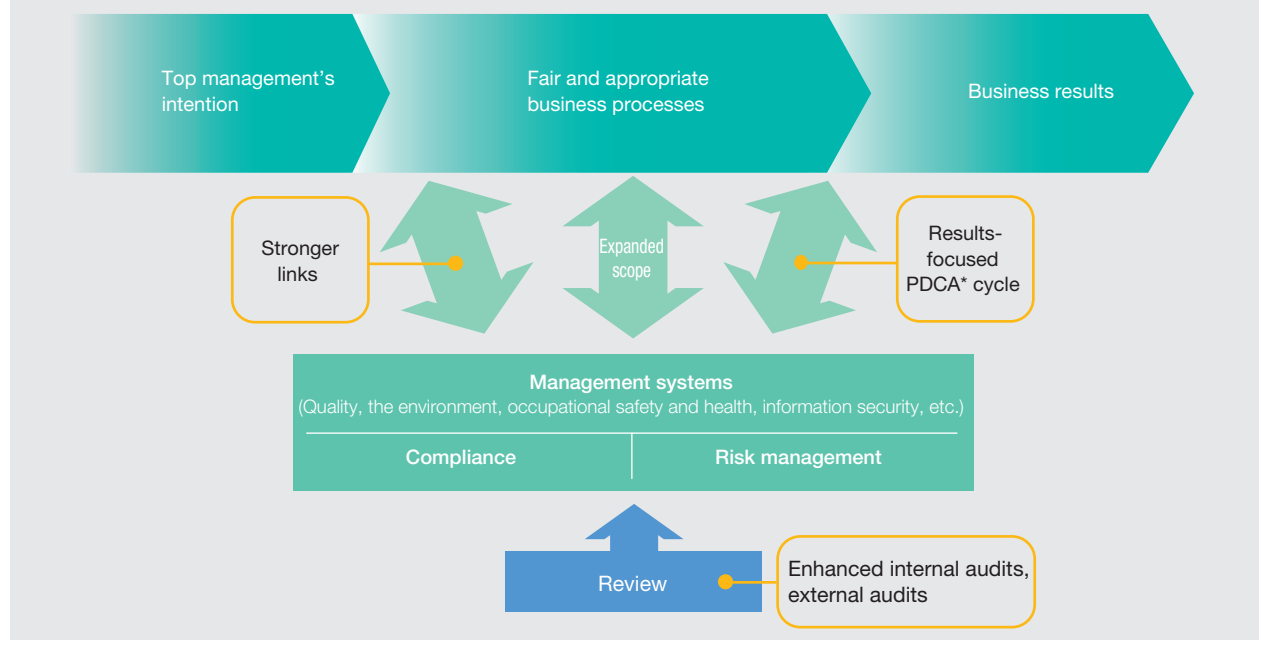 Top management's
intention
Fair and appropriate
business processes
Business results
Stronger
links
Expanded
scope
Results-
focused
PDCA* cycle
Management systems
(Quality, the environment, occupational safety and health, information security, etc.)
Compliance
Risk management
Review
Enhanced internal audits,
external audits